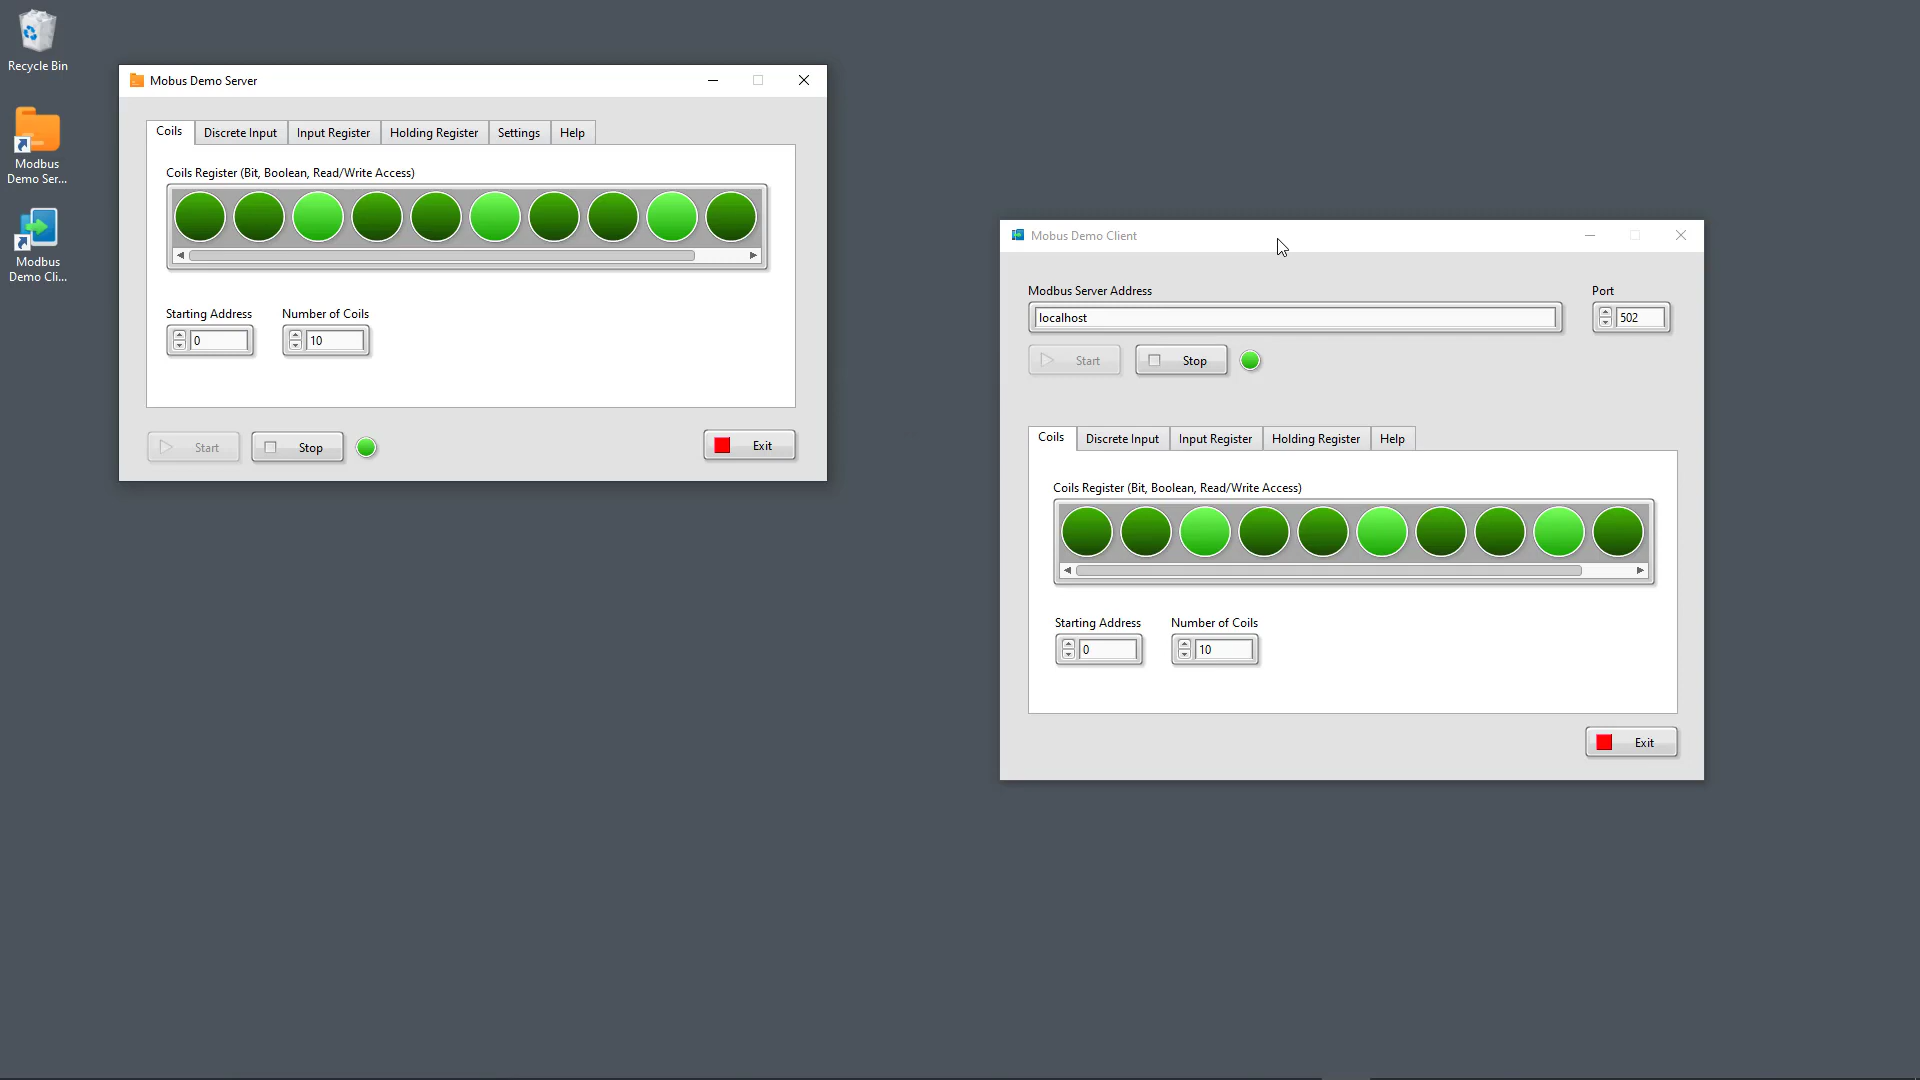 Recycle Bin
Modbus
Demo Ser...
Modbus
Demo Cli...
Mobus Demo Server
Coils
Discrete Input
Input Register
Holding Register
Settings
Help
Coils Register (Bit, Boolean, Read/Write Access)
Starting Address
Number of Coils
0
10
Start
Stop
Exit
Mobus Demo Client
Modbus Server Address
Port
localhost
502
Start
Stop
Coils
Discrete Input
Input Register
Holding Register
Help
Coils Register (Bit, Boolean, Read/Write Access)
Starting Address
Number of Coils
0
10
Exit